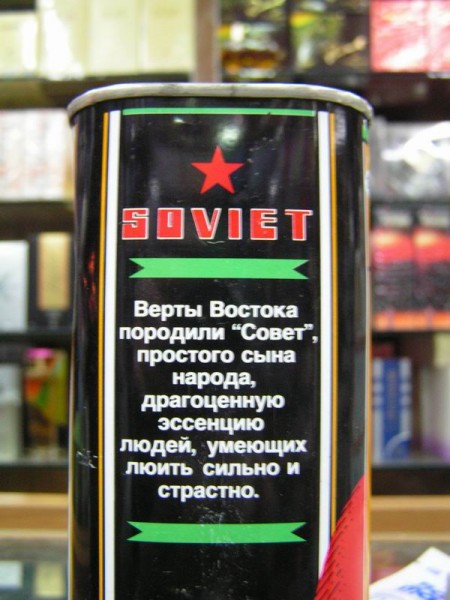 SOVIET
Верты Востока
породили “Совет”,
простого сына
народа,
драгоценную
эссенцию
людей, умеющих
люить сильно и
страстно.